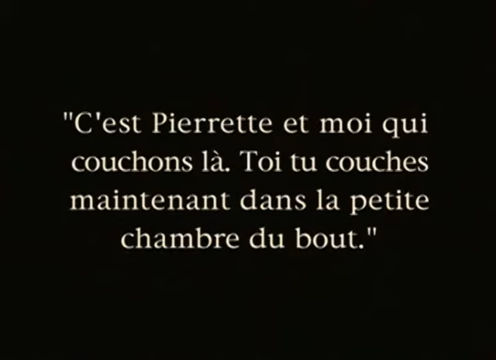 "C'est Pierrette et moi qui
couchons là. Toi tu couches
maintenant dans la petite
chambre du bout."